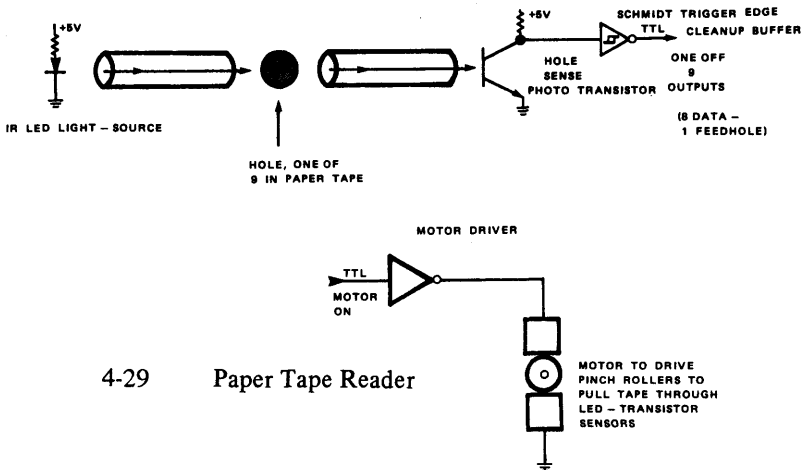 +5V
IR LED LIGHT – SOURCE
HOLE, ONE OF
9 IN PAPER TAPE
+5V
HOLE
SENSE
PHOTO TRANSISTOR
SCHMIDT TRIGGER EDGE
TTL
CLEANUP BUFFER
ONE OFF
9
OUTPUTS
(8 DATA –
1 FEEDHOLE)
MOTOR DRIVER
TTL
MOTOR
ON
MOTOR TO DRIVE
PINCH ROLLERS TO
PULL TAPE THROUGH
LED – TRANSISTOR
SENSORS
4-29 Paper Tape Reader